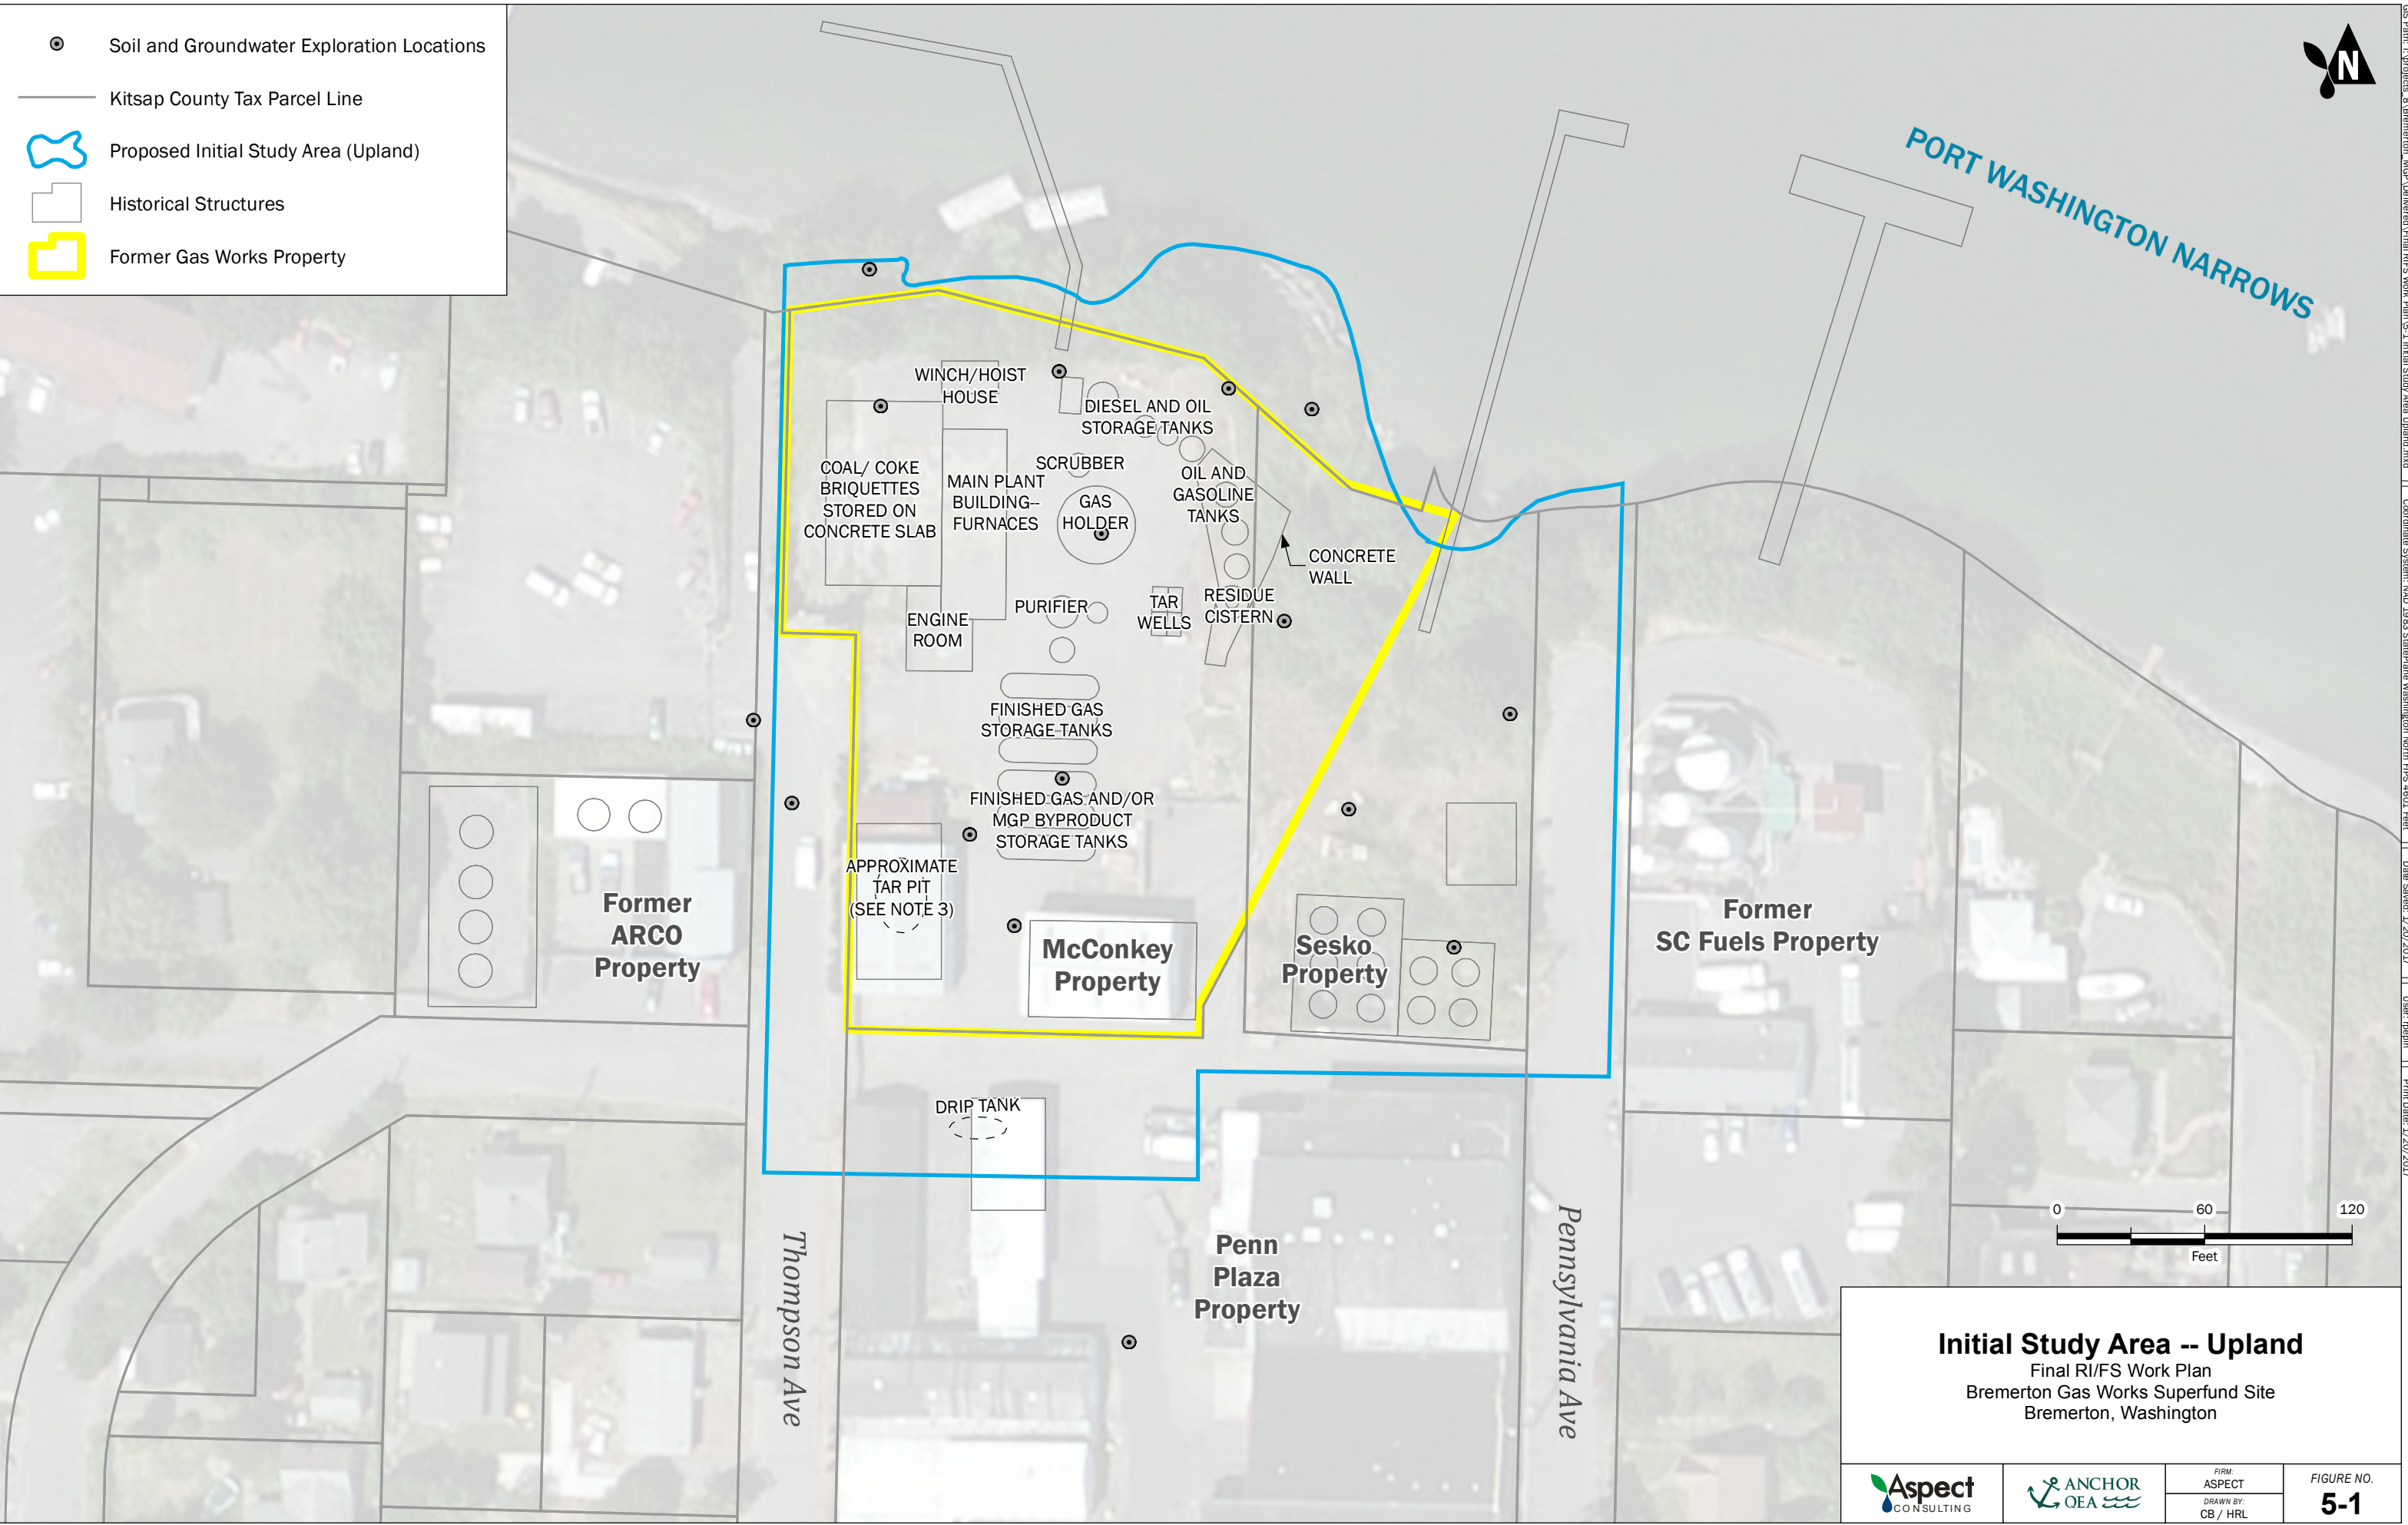 Soil and Groundwater Exploration Locations
Kitsap County Tax Parcel Line
Proposed Initial Study Area (Upland)
Historical Structures
Former Gas Works Property
N
PORT WASHINGTON NARROWS
WINCH/HOIST
HOUSE
DIESEL AND OIL
STORAGE TANKS
COAL/ COKE
BRIQUETTES
STORED ON
CONCRETE SLAB
MAIN PLANT
BUILDING--
FURNACES
SCRUBBER
GAS
HOLDER
OIL AND
GASOLINE
TANKS
CONCRETE
WALL
ENGINE
ROOM
PURIFIER
TAR
WELLS
RESIDUE
CISTERN
FINISHED GAS
STORAGE TANKS
FINISHED GAS AND/OR
MGP BYPRODUCT
STORAGE TANKS
APPROXIMATE
TAR PIT
(SEE NOTE 3)
Former
ARCO
Property
McConkey
Property
Sesko
Property
Former
SC Fuels Property
DRIP TANK
Thompson Ave
Penn
Plaza
Property
Pennsylvania Ave
0 60 120
Feet
Initial Study Area -- Upland
Final RI/FS Work Plan
Bremerton Gas Works Superfund Site
Bremerton, Washington
Aspect
CONSULTING
ANCHOR
QEA
FIRM:
ASPECT
DRAWN BY:
CB / HRL
FIGURE NO.
5-1